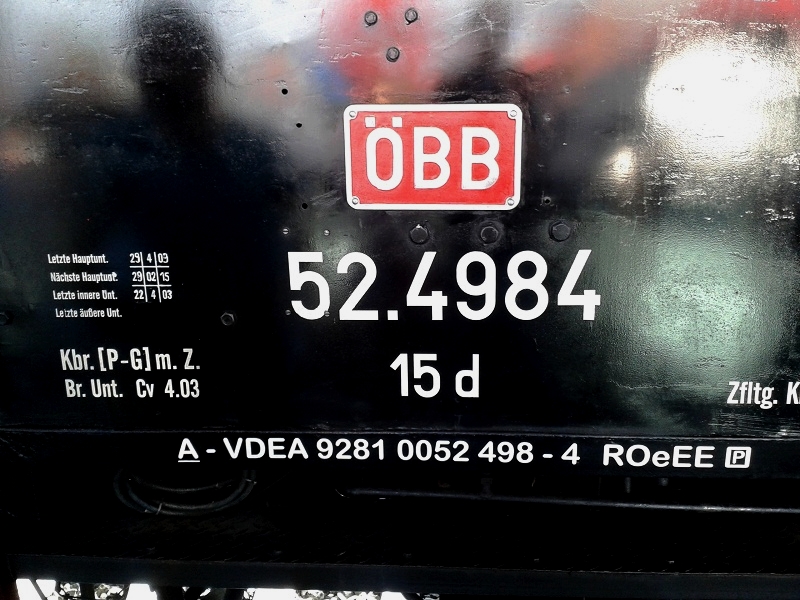 ÖBB
Letzte Hauptunt. 29 4 09
Nächste Hauptunt. 29 02 15
Letzte innere Unt. 22 4 03
Letzte äußere Unt.
52.4984
Kbr. [P-G] m. Z.
15 d
Br. Unt. Cv 4.03
Zfltg.
A - VDEA 9281 0052 498 - 4 ROeEE P